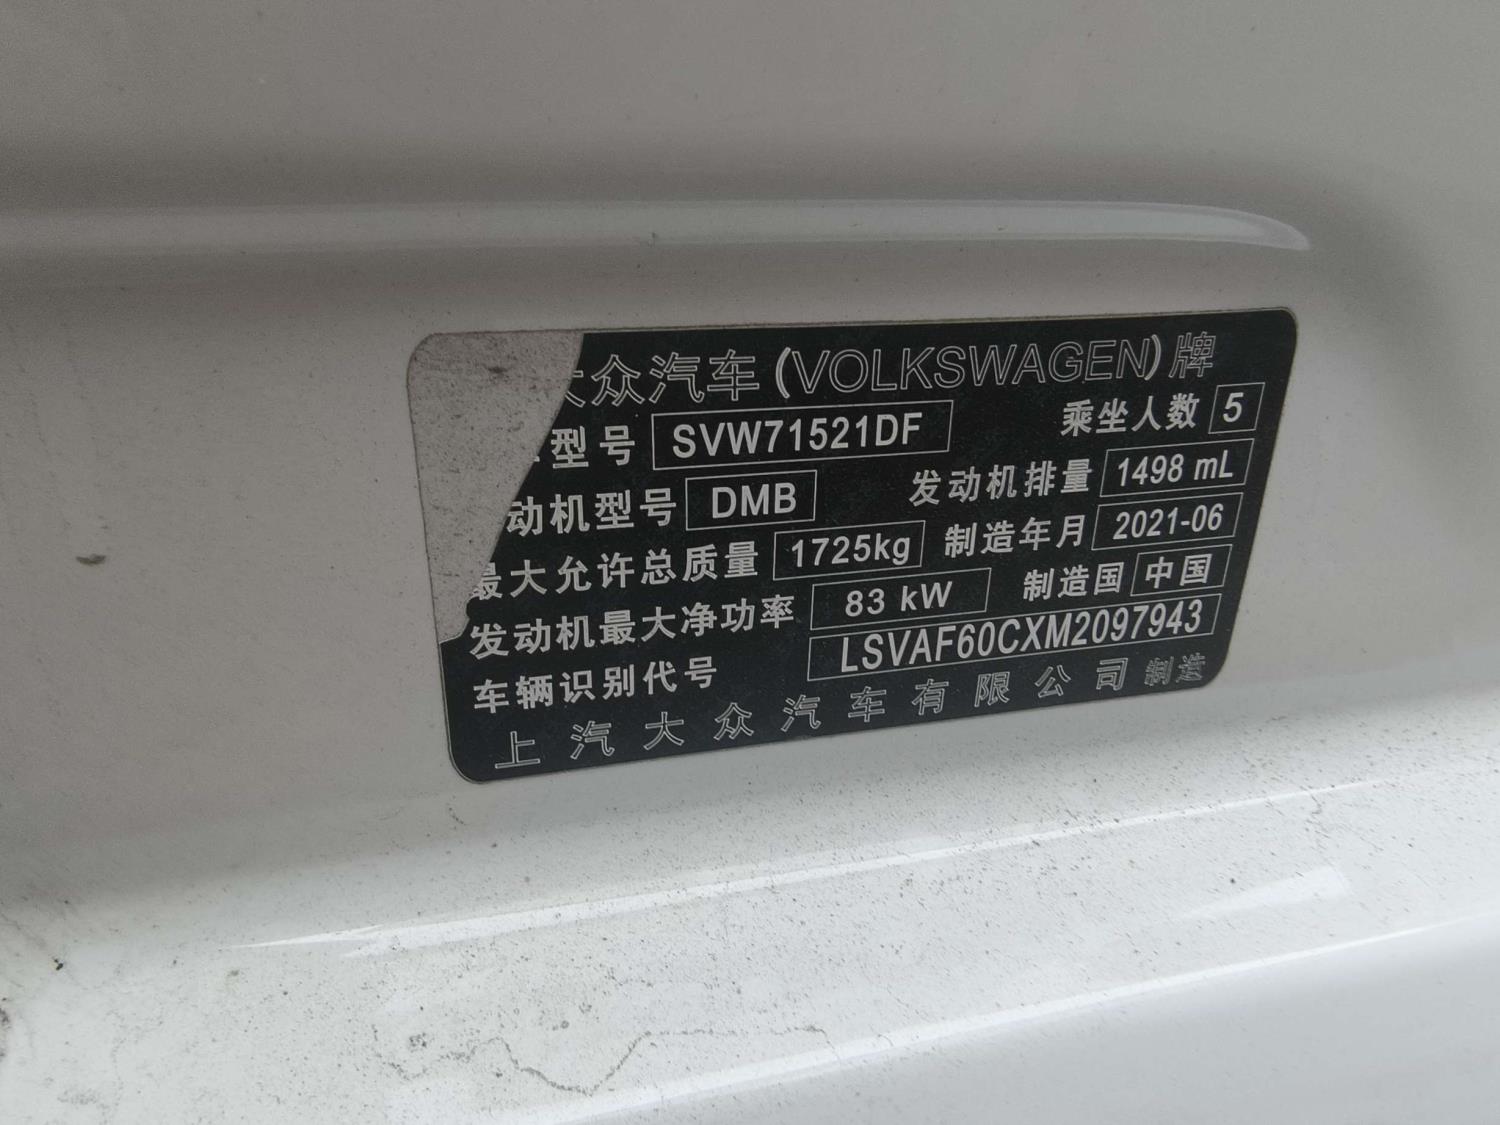 大众汽车(VOLKSWAGEN)牌
型号 SVW71521DF 乘坐人数 5
动机型号 DMB 发动机排量 1498 mL
最大允许总质量 1725kg 制造年月 2021-06
发动机最大净功率 83 kW 制造国 中国
车辆识别代号 LSVAF60CXM2097943
上汽大众汽车有限公司制造